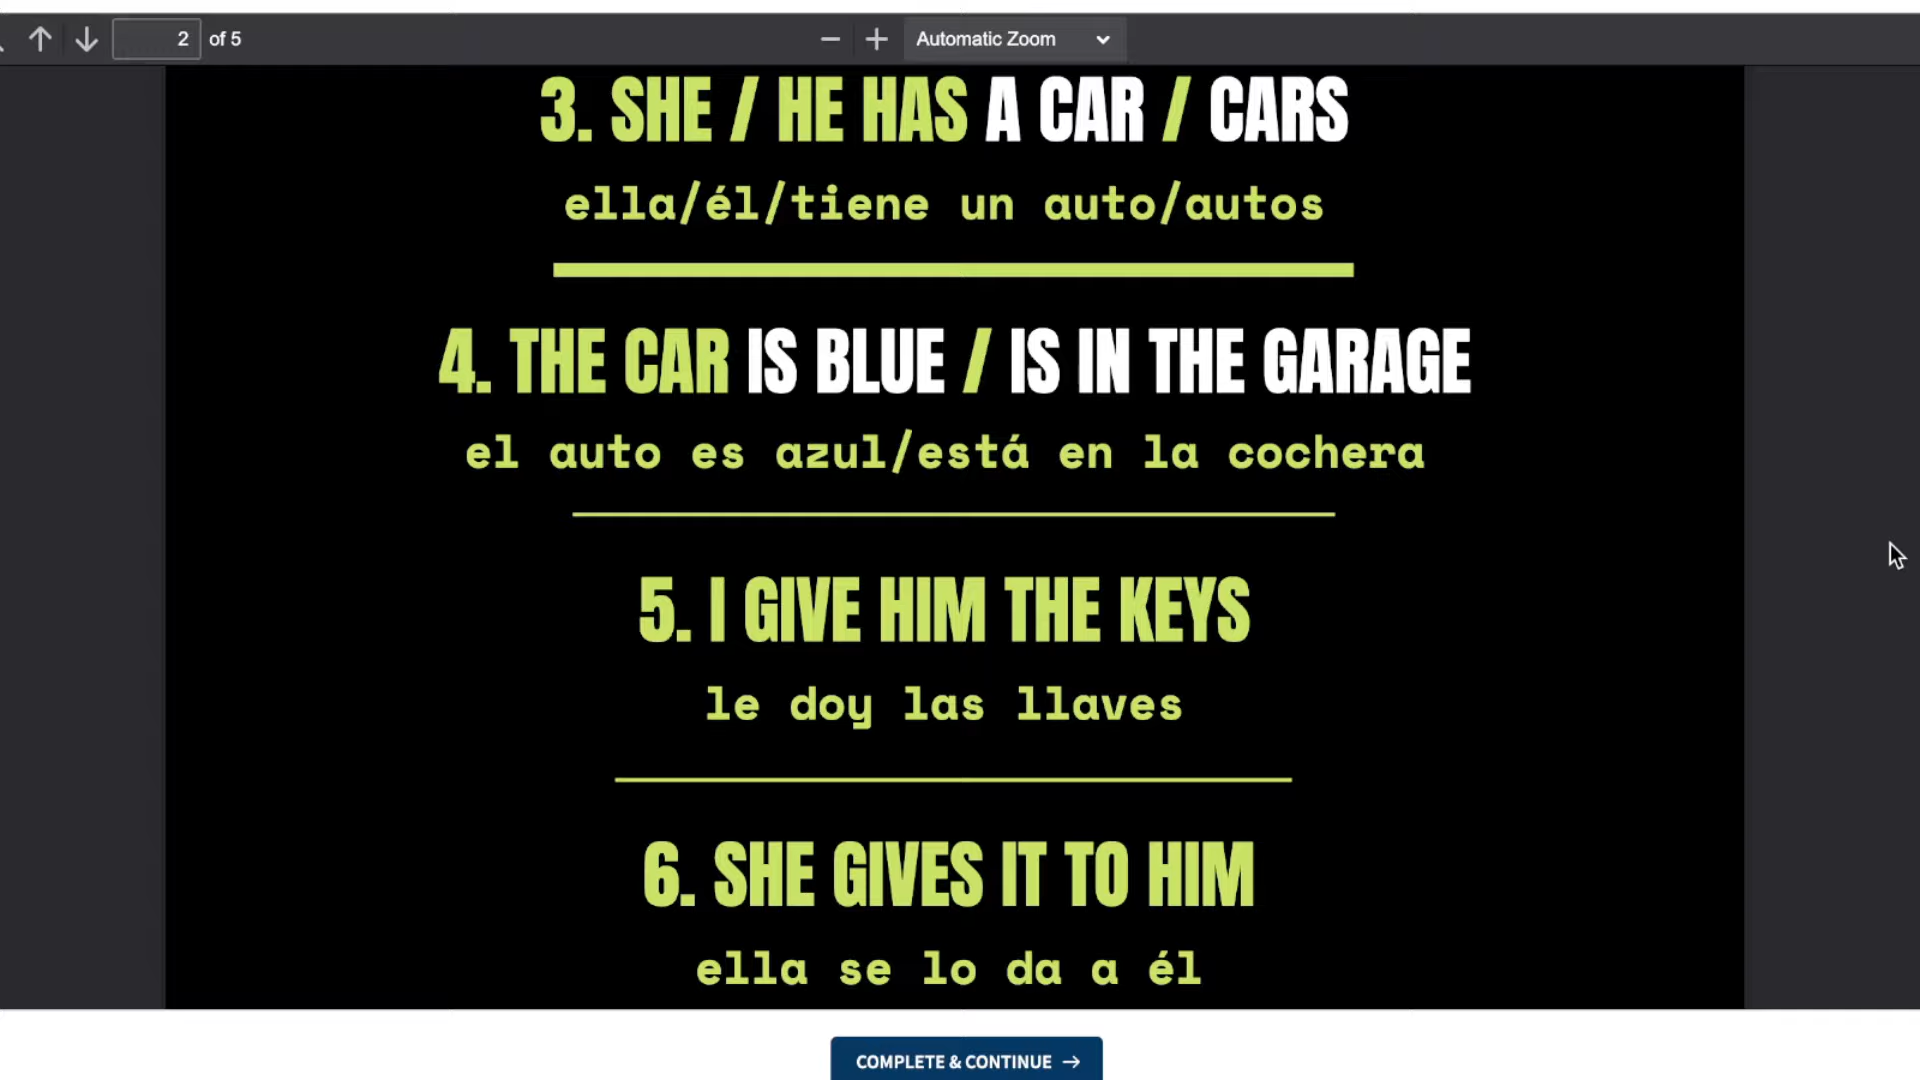 2 of 5
Automatic Zoom
3. SHE / HE HAS A CAR / CARS
ella/él/tiene un auto/autos
4. THE CAR IS BLUE / IS IN THE GARAGE
el auto es azul/está en la cochera
5. I GIVE HIM THE KEYS
le doy las llaves
6. SHE GIVES IT TO HIM
ella se lo da a él
COMPLETE & CONTINUE →